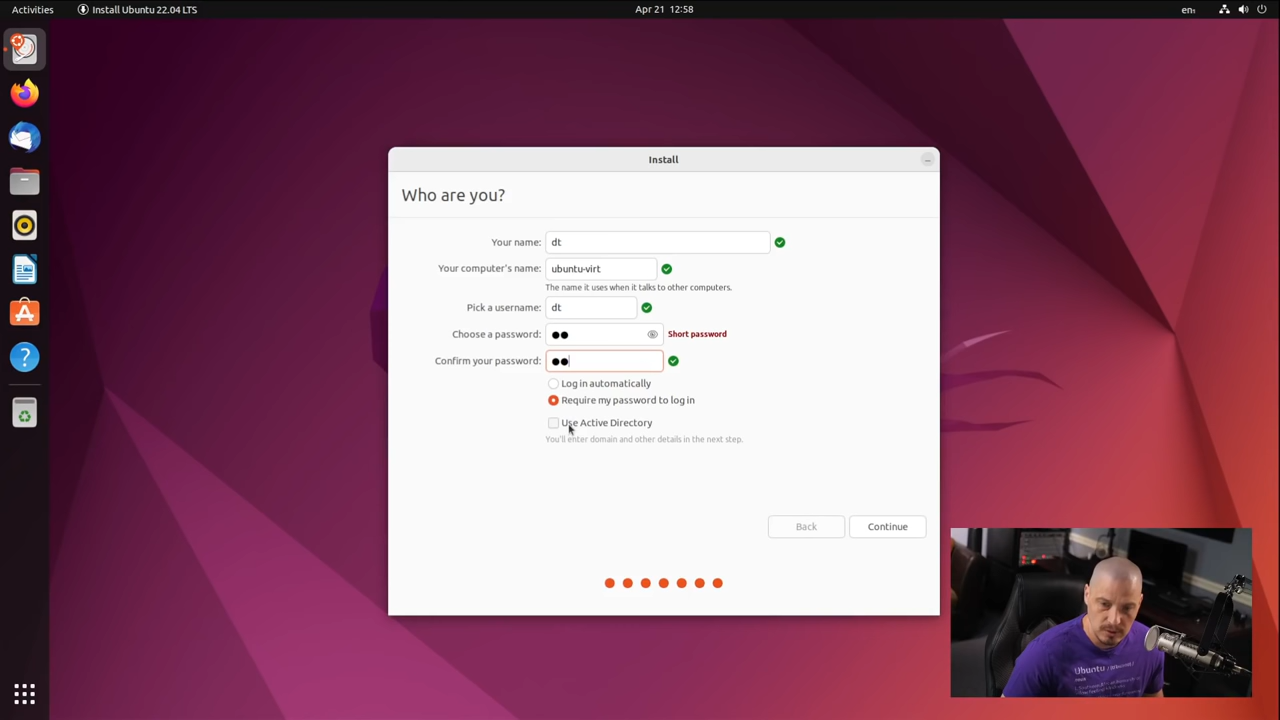 Activities
Install Ubuntu 22.04 LTS
Apr 21 12:58
en
Install
Who are you?
Your name: dt
Your computer's name: ubuntu-virt
The name it uses when it talks to other computers.
Pick a username: dt
Choose a password: ●● Short password
Confirm your password: ●●
Log in automatically
Require my password to log in
Use Active Directory
You'll enter domain and other details in the next step.
Back
Continue
Ubuntu